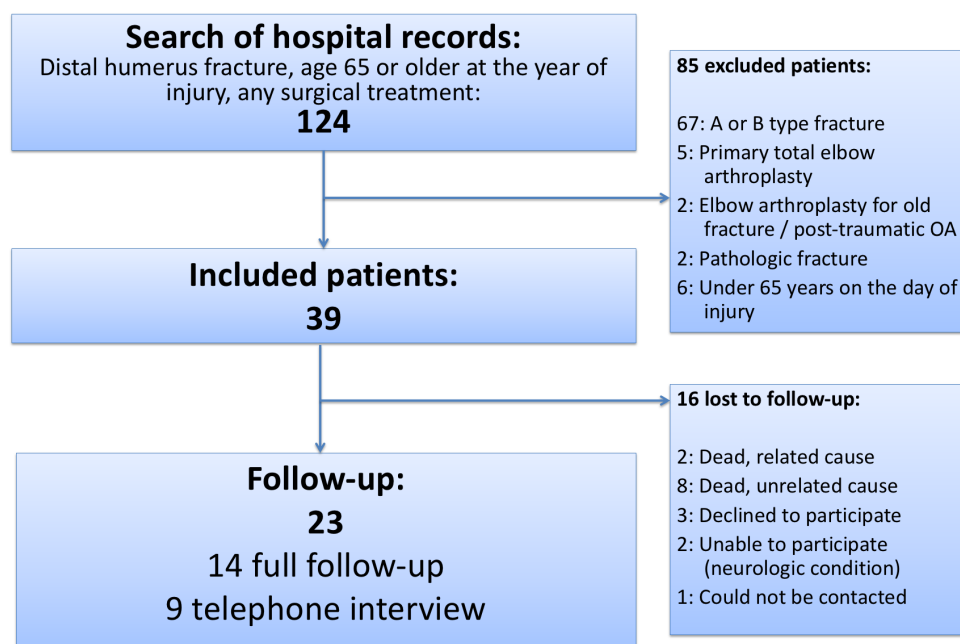 Search of hospital records:
Distal humerus fracture, age 65 or older at the year of
injury, any surgical treatment:
124
85 excluded patients:
67: A or B type fracture
5: Primary total elbow
arthroplasty
2: Elbow arthroplasty for old
fracture / post-traumatic OA
2: Pathologic fracture
6: Under 65 years on the day of
injury
Included patients:
39
16 lost to follow-up:
2: Dead, related cause
8: Dead, unrelated cause
3: Declined to participate
2: Unable to participate
(neurologic condition)
1: Could not be contacted
Follow-up:
23
14 full follow-up
9 telephone interview